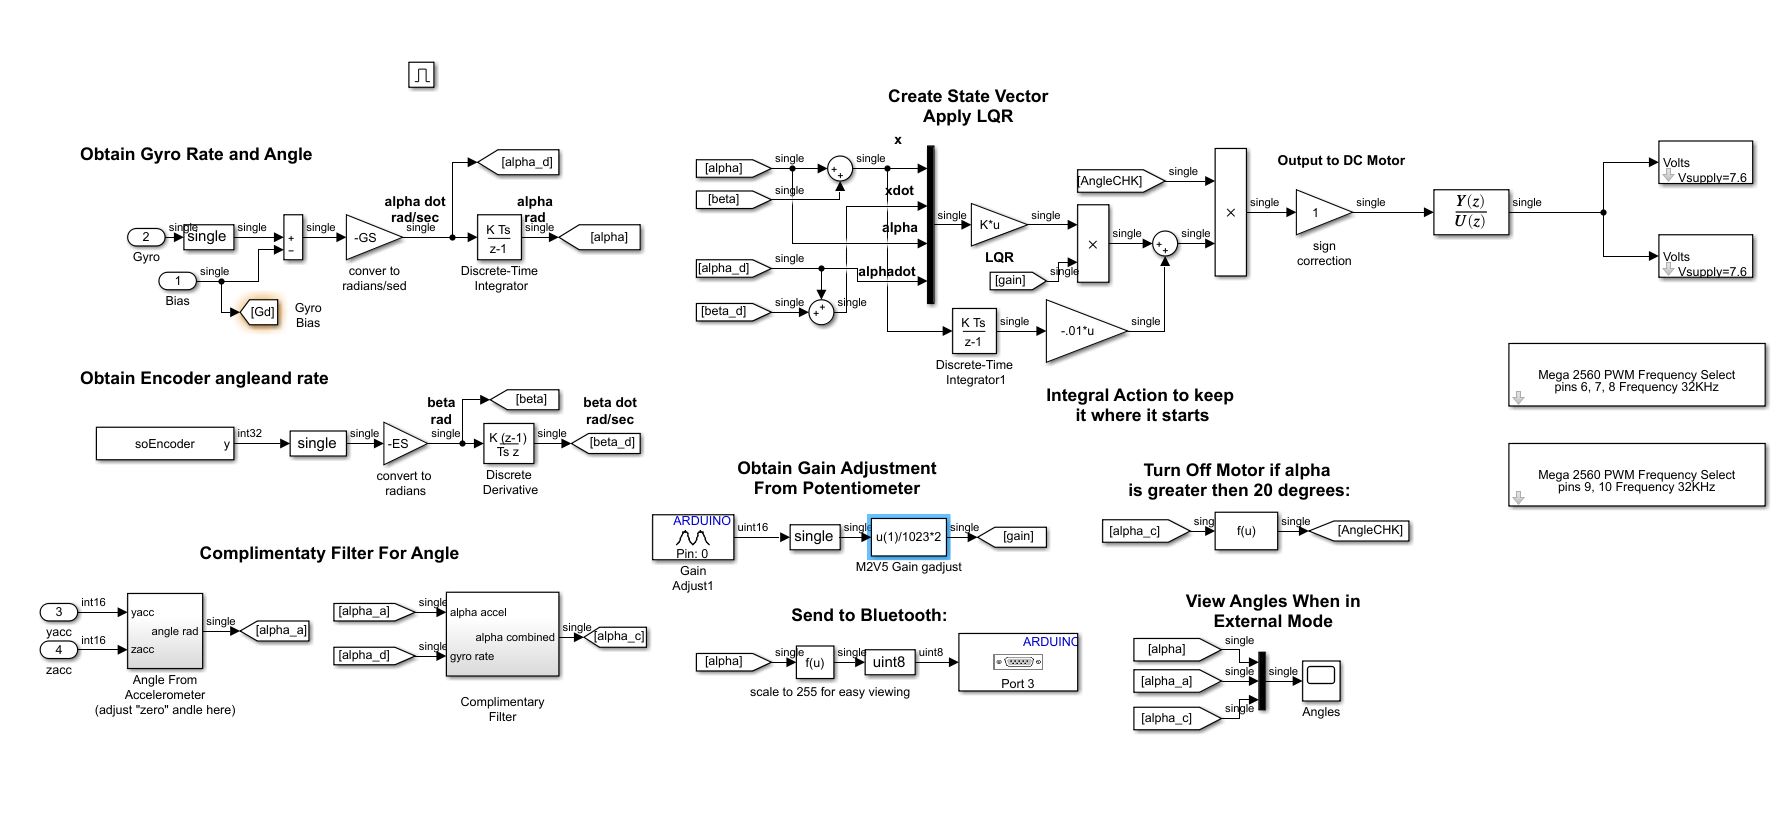 Obtain Gyro Rate and Angle
[alpha_d]
alpha dot
rad/sec
alpha
rad
single
single
single
single
single
single
2
Gyro
+
−
-GS
K Ts
z-1
[alpha]
conver to
radians/sed
Discrete-Time
Integrator
1
Bias
single
[Gd]
Gyro
Bias
Obtain Encoder angleand rate
beta
rad
[beta]
beta dot
rad/sec
soEncoder
y
int32
single
single
-ES
single
K (z-1)
Ts z
single
[beta_d]
convert to
radians
Discrete
Derivative
Complimentaty Filter For Angle
3
yacc
int16
4
zacc
int16
yacc
angle rad
zacc
single
[alpha_a]
Angle From
Accelerometer
(adjust "zero" andle here)
[alpha_a]
single
[alpha_d]
single
alpha accel
alpha combined
gyro rate
single
[alpha_c]
Complimentary
Filter
Create State Vector
Apply LQR
x
[alpha]
single
+
+
single
[beta]
single
xdot
alpha
[alpha_d]
single
alphadot
[beta_d]
single
+
+
single
single
K*u
single
LQR
[gain]
single
×
single
+
+
single
[AngleCHK]
single
×
single
K Ts
z-1
single
-.01*u
single
Discrete-Time
Integrator1
Integral Action to keep
it where it starts
Output to DC Motor
1
sign
correction
single
Y(z)
U(z)
single
Volts
Vsupply=7.6
Volts
Vsupply=7.6
Mega 2560 PWM Frequency Select
pins 6, 7, 8 Frequency 32KHz
Mega 2560 PWM Frequency Select
pins 9, 10 Frequency 32KHz
Obtain Gain Adjustment
From Potentiometer
ARDUINO
Pin: 0
uint16
single
single
u(1)/1023*2
single
[gain]
Gain
Adjust1
M2V5 Gain gadjust
Turn Off Motor if alpha
is greater then 20 degrees:
[alpha_c]
sing
f(u)
single
[AngleCHK]
Send to Bluetooth:
[alpha]
single
f(u)
single
uint8
uint8
ARDUINO
Port 3
scale to 255 for easy viewing
View Angles When in
External Mode
[alpha]
single
[alpha_a]
single
[alpha_c]
single
single
Angles